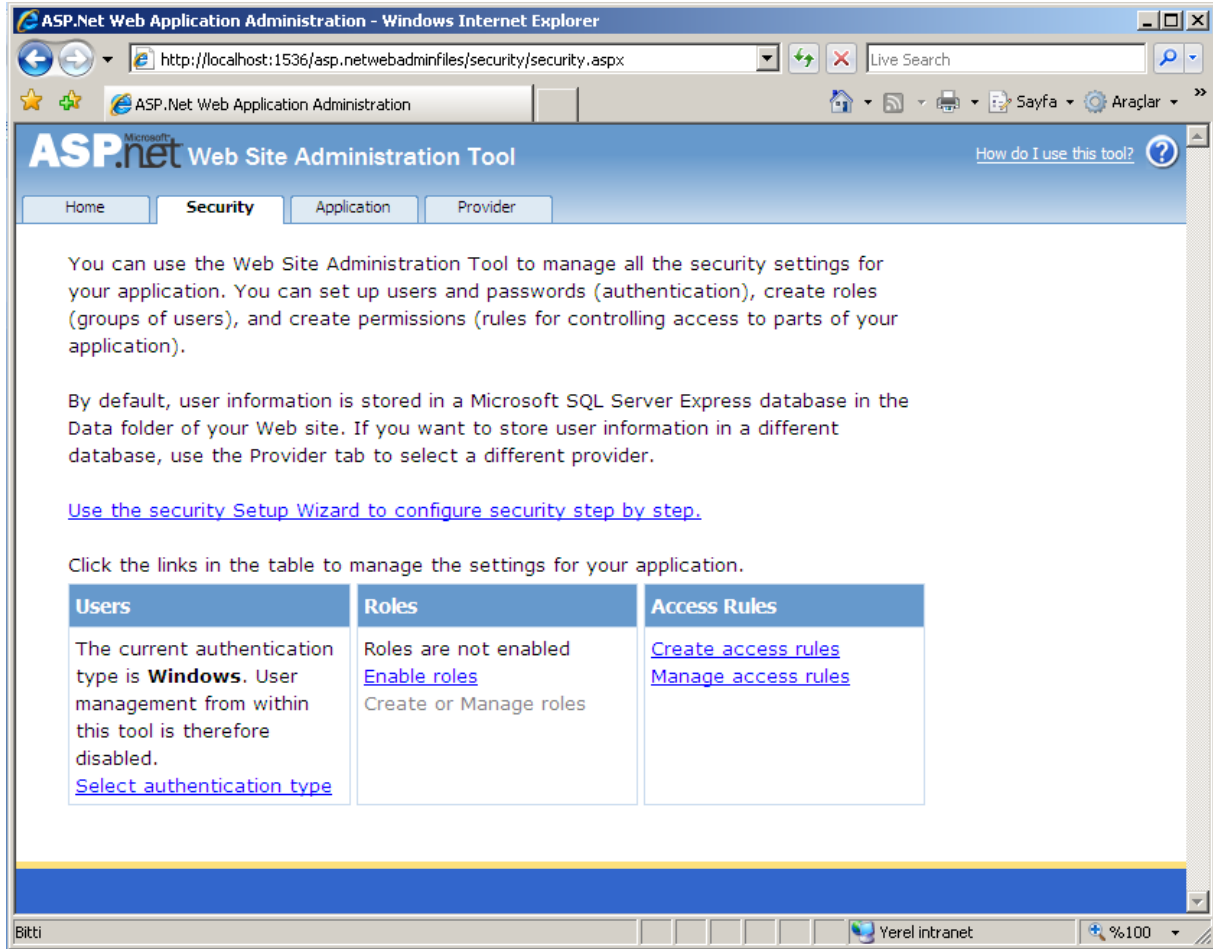 ASP.Net Web Application Administration - Windows Internet Explorer
http://localhost:1536/asp.netwebadminfiles/security/security.aspx
Live Search
ASP.Net Web Application Administration
Sayfa
Araçlar
Microsoft
ASP.net Web Site Administration Tool
How do I use this tool?
Home
Security
Application
Provider
You can use the Web Site Administration Tool to manage all the security settings for
your application. You can set up users and passwords (authentication), create roles
(groups of users), and create permissions (rules for controlling access to parts of your
application).
By default, user information is stored in a Microsoft SQL Server Express database in the
Data folder of your Web site. If you want to store user information in a different
database, use the Provider tab to select a different provider.
Use the security Setup Wizard to configure security step by step.
Click the links in the table to manage the settings for your application.
Users
The current authentication
type is Windows. User
management from within
this tool is therefore
disabled.
Select authentication type
Roles
Roles are not enabled
Enable roles
Create or Manage roles
Access Rules
Create access rules
Manage access rules
Bitti
Yerel intranet
%100